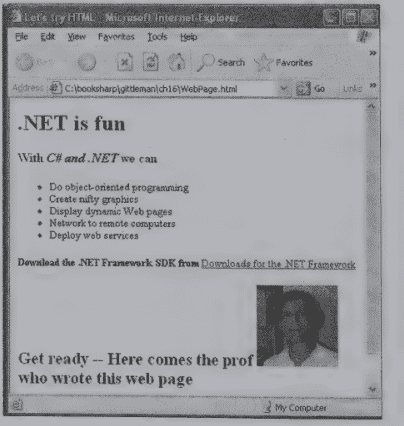 Let's try HTML - Microsoft Internet Explorer
File Edit View Favorites Tools Help
Search Favorites
Address C:\booksharp\gittleman\ch16\WebPage.html Go Links
.NET is fun
With C# and .NET we can
• Do object-oriented programming
• Create nifty graphics
• Display dynamic Web pages
• Network to remote computers
• Deploy web services
Download the .NET Framework SDK from Downloads for the .NET Framework
Get ready -- Here comes the prof
who wrote this web page
My Computer